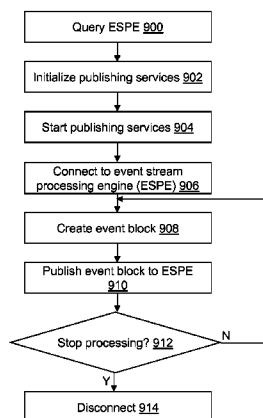 Query ESPE 900
Initialize publishing services 902
Start publishing services 904
Connect to event stream
processing engine (ESPE) 906
Create event block 908
Publish event block to ESPE
910
Stop processing? 912
N
Y
Disconnect 914